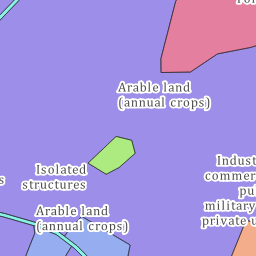 Arable land
(annual crops)
Isolated
structures
Arable land
(annual crops)
Indust
commer
pu
military
private u